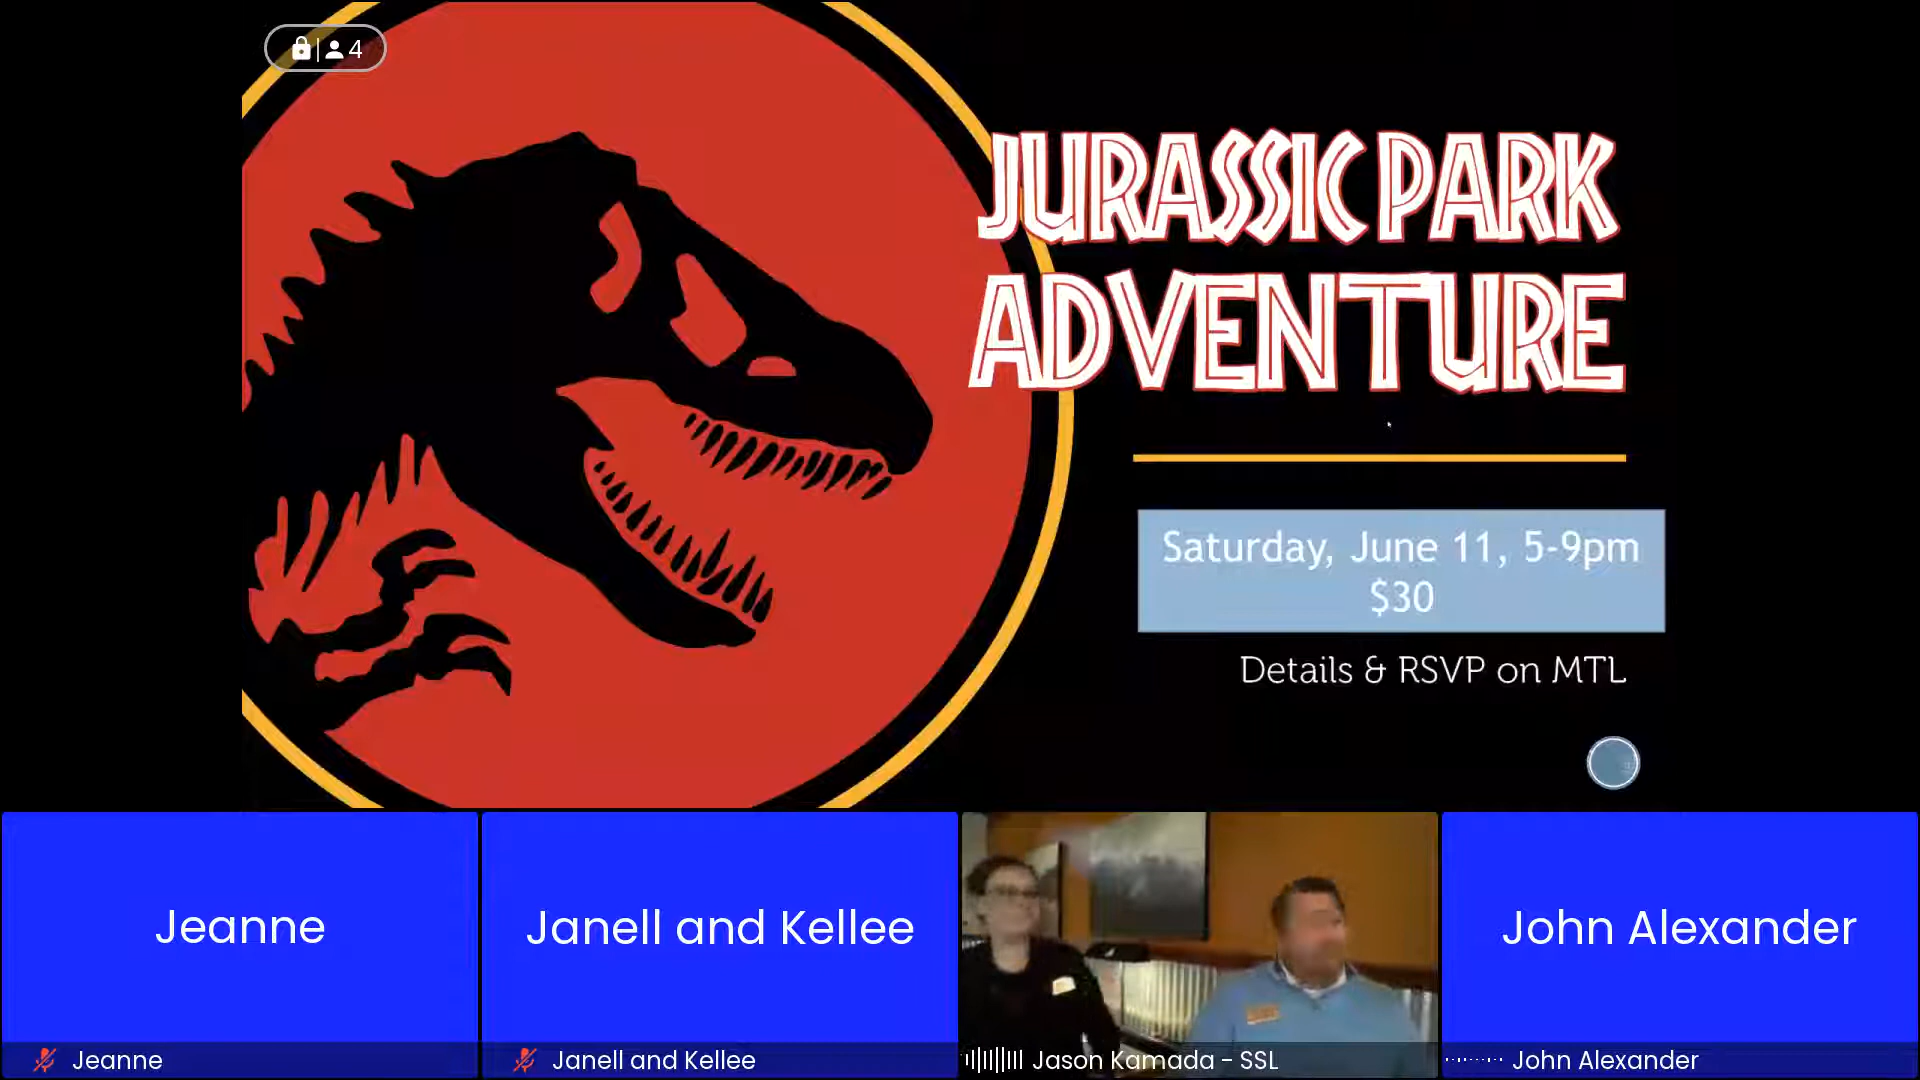 4
JURASSIC PARK
ADVENTURE
Saturday, June 11, 5-9pm
$30
Details & RSVP on MTL
Jeanne
Janell and Kellee
John Alexander
Jeanne
Janell and Kellee
Jason Kamada - SSL
John Alexander